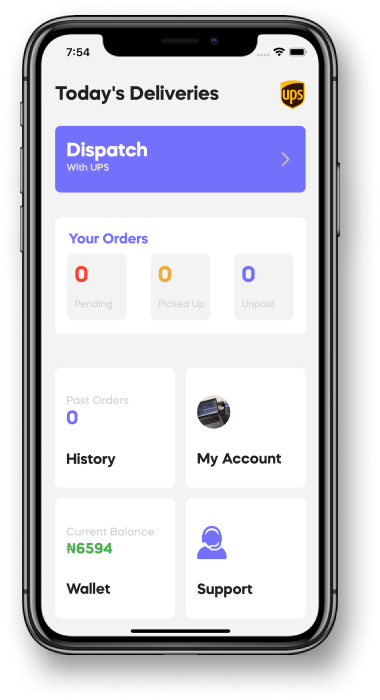 7:54
Today's Deliveries
ups
Dispatch
With UPS
Your Orders
0 0 0
Pending Picked Up Unpaid
Past Orders
0
History
My Account
Current Balance
₦6594
Wallet
Support